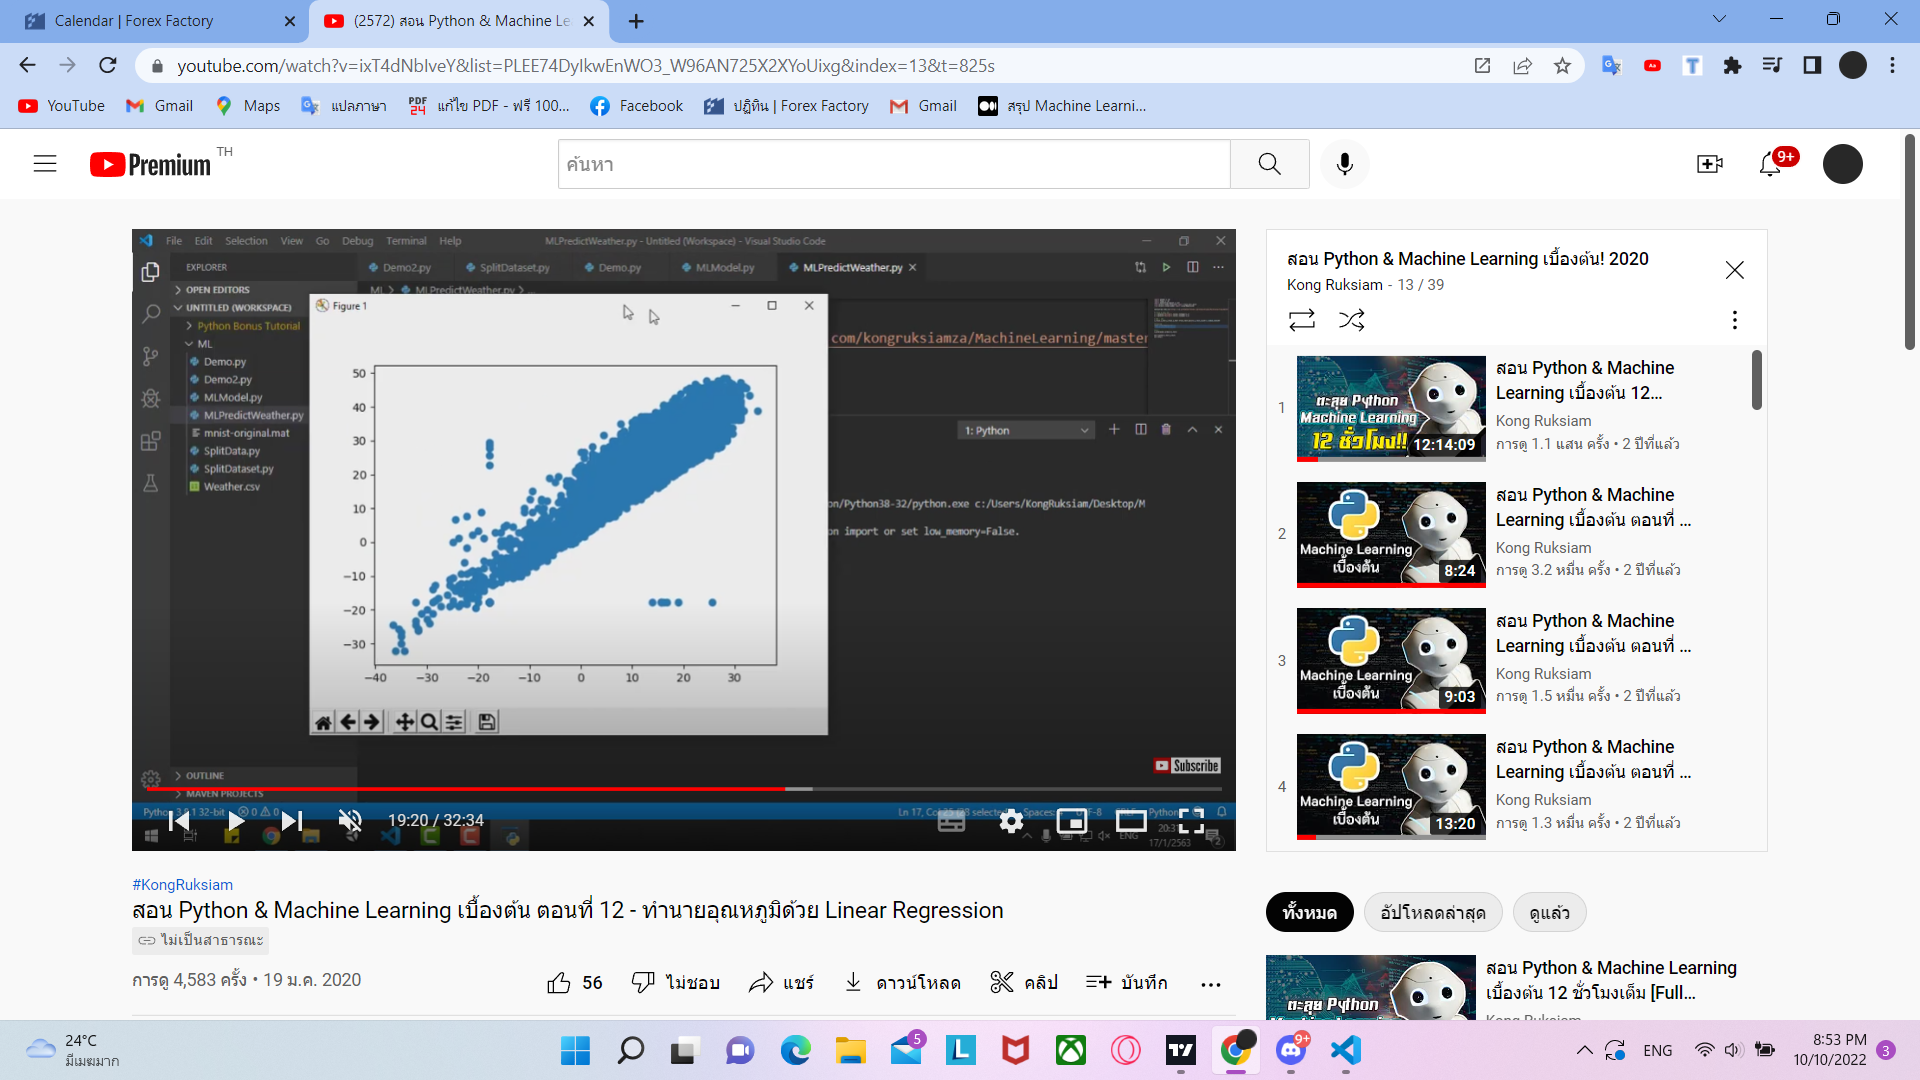 Calendar | Forex Factory
(2572) สอน Python & Machine Le
youtube.com/watch?v=ixT4dNbIveY&list=PLEE74DyIkwEnWO3_W96AN725X2XYoUixg&index=13&t=825s
YouTube
Gmail
Maps
แปลภาษา
แก้ไข PDF - ฟรี 100...
Facebook
ปฏิทิน | Forex Factory
Gmail
สรุป Machine Learni...
Premium TH
ค้นหา
9+
File Edit Selection View Go Debug Terminal Help
MLPredictWeather.py - Untitled (Workspace) - Visual Studio Code
EXPLORER
Demo2.py
SplitDataset.py
Demo.py
MLModel.py
MLPredictWeather.py
OPEN EDITORS
ML > MLPredictWeather.py > ...
UNTITLED (WORKSPACE)
Python Bonus Tutorial
ML
Demo.py
Demo2.py
MLModel.py
MLPredictWeather.py
mnist-original.mat
SplitData.py
SplitDataset.py
Weather.csv
Figure 1
50
40
30
20
10
0
−10
−20
−30
−40 −30 −20 −10 0 10 20 30
com/kongruksiamza/MachineLearning/master
1: Python
on/Python38-32/python.exe c:/Users/KongRuksiam/Desktop/M
on import or set low_memory=False.
Subscribe
OUTLINE
MAVEN PROJECTS
19:20 / 32:34
ENG
17/1/2563
สอน Python & Machine Learning เบื้องต้น! 2020
Kong Ruksiam - 13 / 39
1
ตะลุย Python
Machine Learning
12 ชั่วโมง!!
12:14:09
สอน Python & Machine
Learning เบื้องต้น 12...
Kong Ruksiam
การดู 1.1 แสน ครั้ง • 2 ปีที่แล้ว
2
Machine Learning
เบื้องต้น
8:24
สอน Python & Machine
Learning เบื้องต้น ตอนที่ ...
Kong Ruksiam
การดู 3.2 หมื่น ครั้ง • 2 ปีที่แล้ว
3
Machine Learning
เบื้องต้น
9:03
สอน Python & Machine
Learning เบื้องต้น ตอนที่ ...
Kong Ruksiam
การดู 1.5 หมื่น ครั้ง • 2 ปีที่แล้ว
4
Machine Learning
เบื้องต้น
13:20
สอน Python & Machine
Learning เบื้องต้น ตอนที่ ...
Kong Ruksiam
การดู 1.3 หมื่น ครั้ง • 2 ปีที่แล้ว
#KongRuksiam
สอน Python & Machine Learning เบื้องต้น ตอนที่ 12 - ทำนายอุณหภูมิด้วย Linear Regression
ไม่เป็นสาธารณะ
การดู 4,583 ครั้ง • 19 ม.ค. 2020
56
ไม่ชอบ
แชร์
ดาวน์โหลด
คลิป
บันทึก
ทั้งหมด
อัปโหลดล่าสุด
ดูแล้ว
ตะลุย Python
สอน Python & Machine Learning
เบื้องต้น 12 ชั่วโมงเต็ม [Full...
Kong Ruksiam
24°C
มีเมฆมาก
5
9+
ENG
8:53 PM
10/10/2022
3